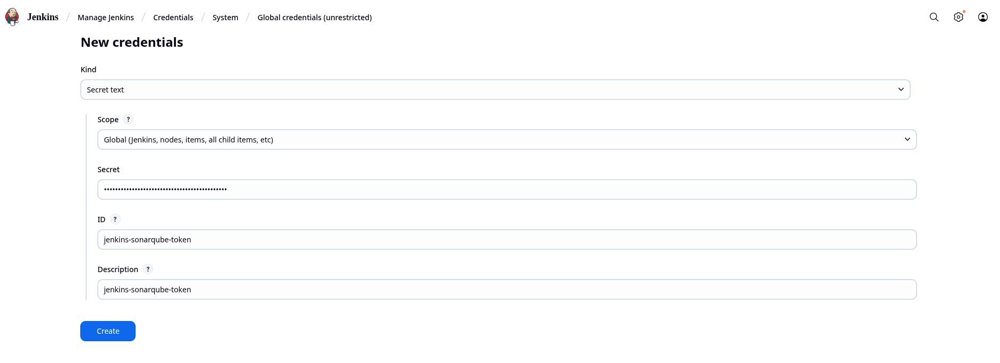 Jenkins / Manage Jenkins / Credentials / System / Global credentials (unrestricted)
New credentials
Kind
Secret text
Scope ?
Global (Jenkins, nodes, items, all child items, etc)
Secret
••••••••••••••••••••••••••••••••••••••••••••
ID ?
jenkins-sonarqube-token
Description ?
jenkins-sonarqube-token
Create